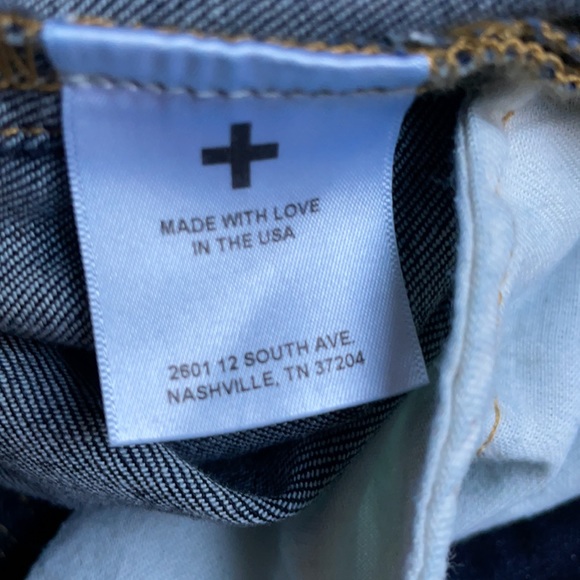 MADE WITH LOVE
IN THE USA
2601 12 SOUTH AVE.
NASHVILLE, TN 37204